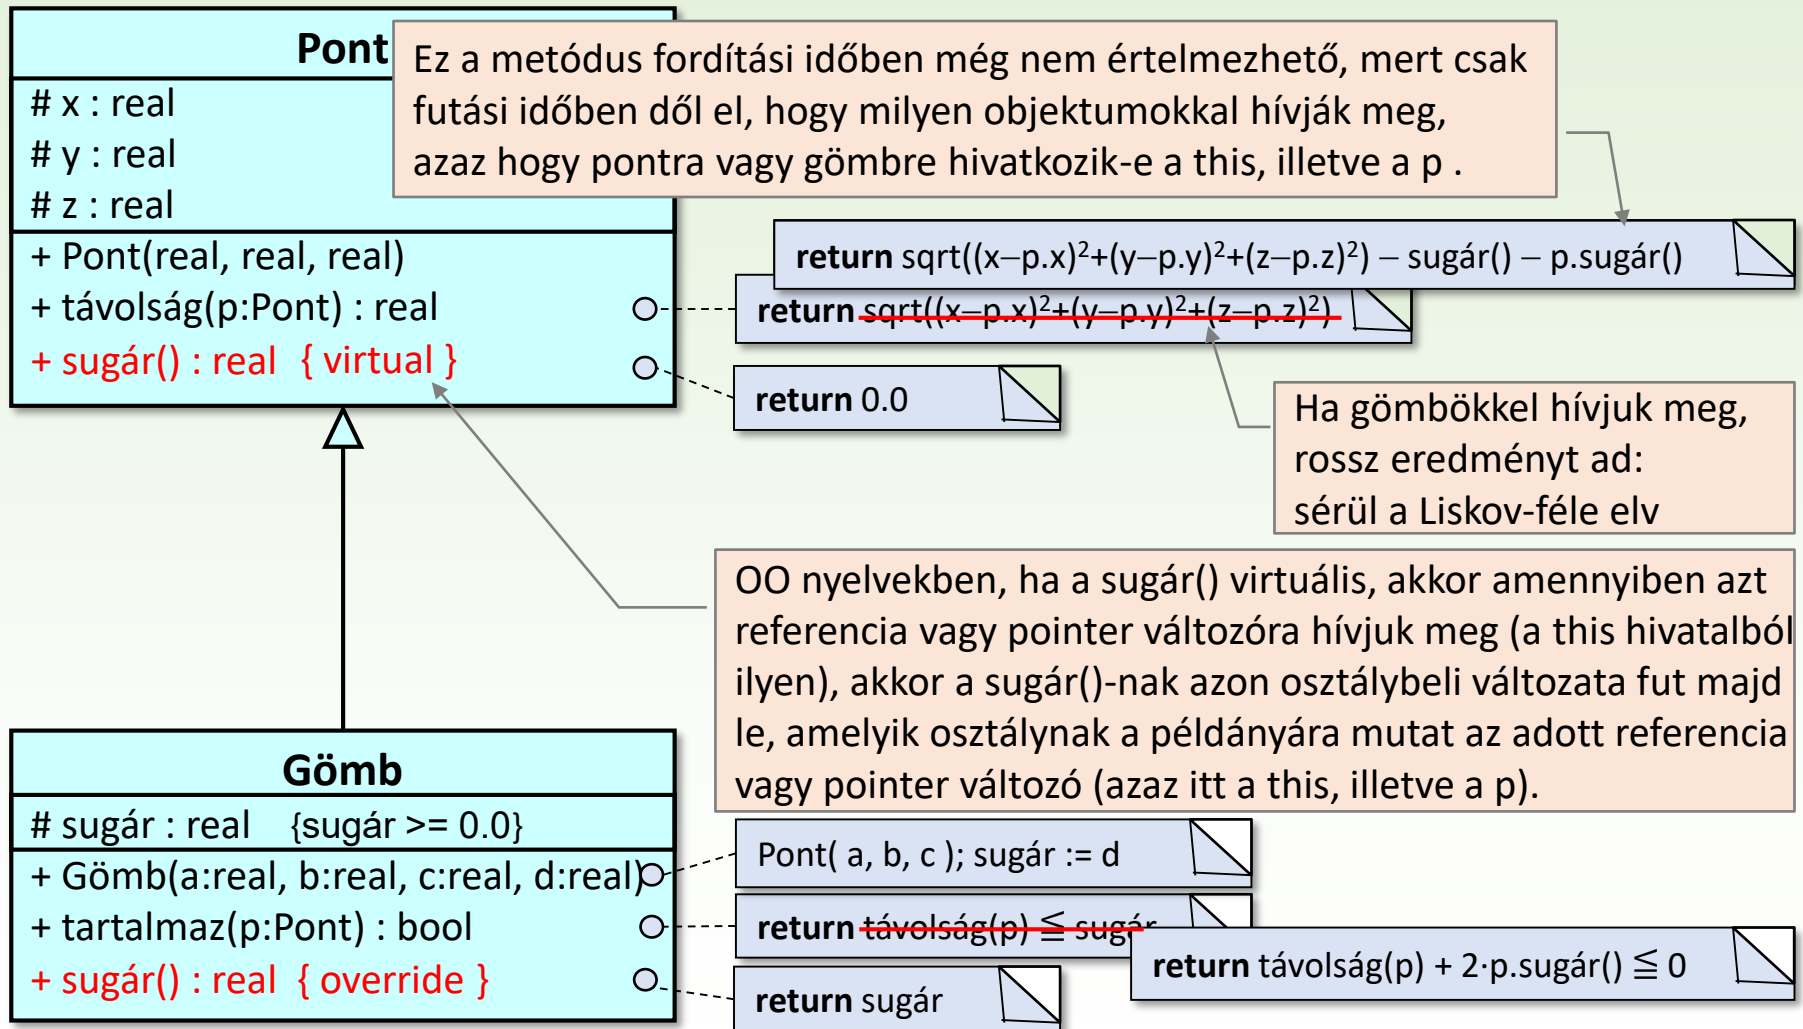 Pont
Ez a metódus fordítási időben még nem értelmezhető, mert csak
futási időben dől el, hogy milyen objektumokkal hívják meg,
azaz hogy pontra vagy gömbre hivatkozik-e a this, illetve a p .
# x : real
# y : real
# z : real
+ Pont(real, real, real)
+ távolság(p:Pont) : real
+ sugár() : real { virtual }
return sqrt((x–p.x)²+(y–p.y)²+(z–p.z)²) – sugár() – p.sugár()
return sqrt((x–p.x)²+(y–p.y)²+(z–p.z)²)
return 0.0
Ha gömbökkel hívjuk meg,
rossz eredményt ad:
sérül a Liskov-féle elv
OO nyelvekben, ha a sugár() virtuális, akkor amennyiben azt
referencia vagy pointer változóra hívjuk meg (a this hivatalból
ilyen), akkor a sugár()-nak azon osztálybeli változata fut majd
le, amelyik osztálynak a példányára mutat az adott referencia
vagy pointer változó (azaz itt a this, illetve a p).
Gömb
# sugár : real {sugár >= 0.0}
+ Gömb(a:real, b:real, c:real, d:real)
+ tartalmaz(p:Pont) : bool
+ sugár() : real { override }
Pont( a, b, c ); sugár := d
return távolság(p) ≦ sugár
return távolság(p) + 2·p.sugár() ≦ 0
return sugár